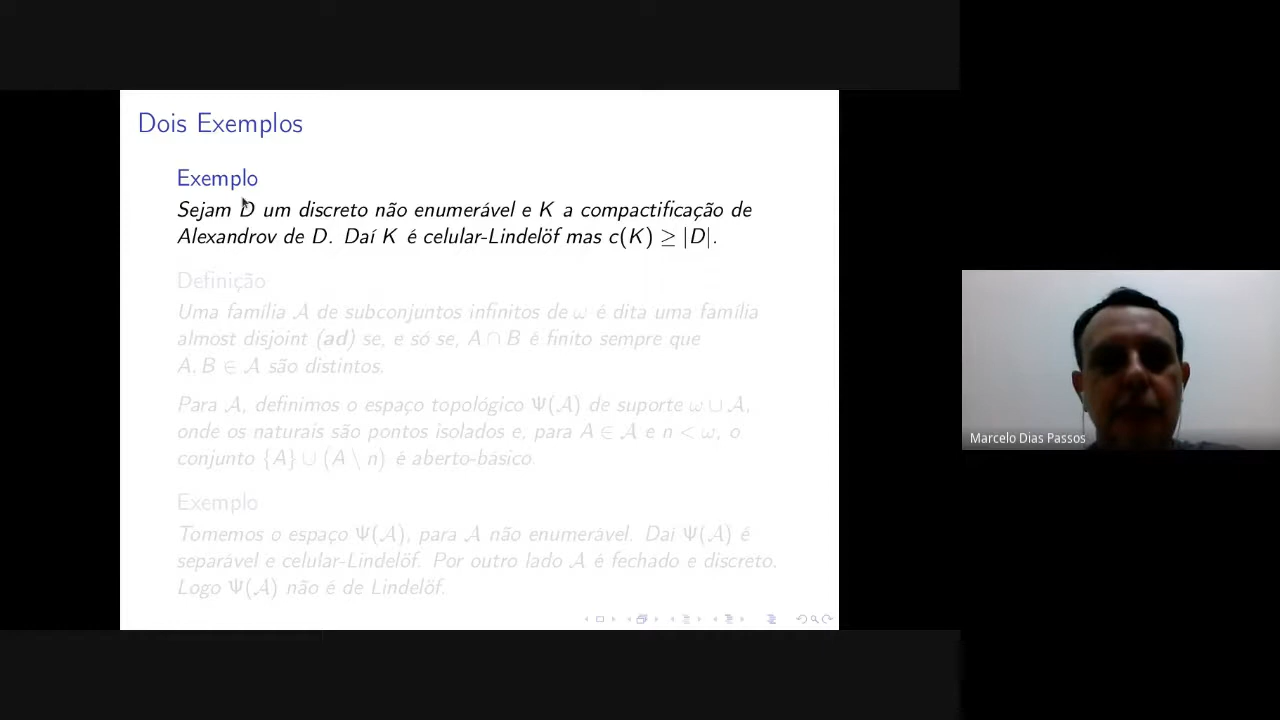 Dois Exemplos
Exemplo
Sejam D um discreto não enumerável e K a compactificação de
Alexandrov de D. Daí K é celular-Lindelöf mas c(K) ≥ |D|.
Definição
Uma família 𝒜 de subconjuntos infinitos de ω é dita uma família
almost disjoint (ad) se, e só se, A ∩ B é finito sempre que
A, B ∈ 𝒜 são distintos.
Para 𝒜, definimos o espaço topológico Ψ(𝒜) de suporte ω ∪ 𝒜,
onde os naturais são pontos isolados e, para A ∈ 𝒜 e n < ω, o
conjunto {A} ∪ (A \ n) é aberto-básico.
Exemplo
Tomemos o espaço Ψ(𝒜), para 𝒜 não enumerável. Daí Ψ(𝒜) é
separável e celular-Lindelöf. Por outro lado 𝒜 é fechado e discreto.
Logo Ψ(𝒜) não é de Lindelöf.
Marcelo Dias Passos